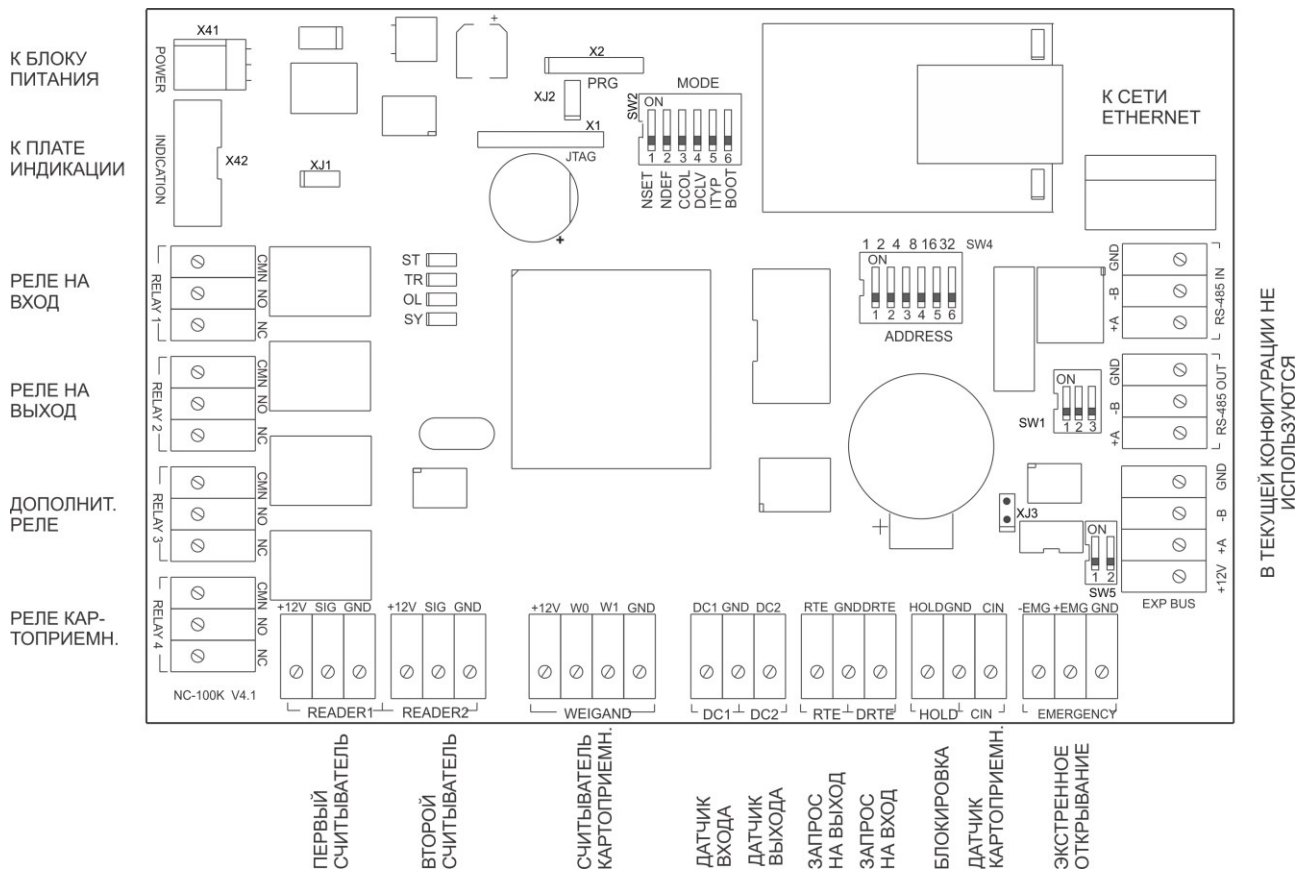 К БЛОКУ
ПИТАНИЯ
К ПЛАТЕ
ИНДИКАЦИИ
РЕЛЕ НА
ВХОД
РЕЛЕ НА
ВЫХОД
ДОПОЛНИТ.
РЕЛЕ
РЕЛЕ КАР-
ТОПРИЕМН.
X41
POWER
INDICATION
X42
XJ1
+
X2
PRG
XJ2
X1
JTAG
+
MODE
SW2
ON
1 2 3 4 5 6
NSET
NDEF
CCOL
DCLV
ITYP
BOOT
К СЕТИ
ETHERNET
ST
TR
OL
SY
1 2 4 8 16 32 SW4
ON
1 2 3 4 5 6
ADDRESS
RELAY 1
CMN
NO
NC
RELAY 2
CMN
NO
NC
RELAY 3
CMN
NO
NC
RELAY 4
CMN
NO
NC
GND
-B
+A
RS-485 IN
GND
-B
+A
RS-485 OUT
ON
SW1
1 2 3
+
XJ3
ON
1 2
SW5
GND
-B
+A
+12V
EXP BUS
В ТЕКУЩЕЙ КОНФИГУРАЦИИ НЕ
ИСПОЛЬЗУЮТСЯ
+12V SIG GND
+12V SIG GND
+12V W0 W1 GND
DC1 GND DC2
RTE GND DRTE
HOLD GND CIN
-EMG +EMG GND
NC-100K V4.1
READER1
READER2
WEIGAND
DC1
DC2
RTE
DRTE
HOLD
CIN
EMERGENCY
ПЕРВЫЙ
СЧИТЫВАТЕЛЬ
ВТОРОЙ
СЧИТЫВАТЕЛЬ
СЧИТЫВАТЕЛЬ
КАРТОПРИЕМН.
ДАТЧИК
ВХОДА
ДАТЧИК
ВЫХОДА
ЗАПРОС
НА ВЫХОД
ЗАПРОС
НА ВХОД
БЛОКИРОВКА
ДАТЧИК
КАРТОПРИЕМН.
ЭКСТРЕННОЕ
ОТКРЫВАНИЕ